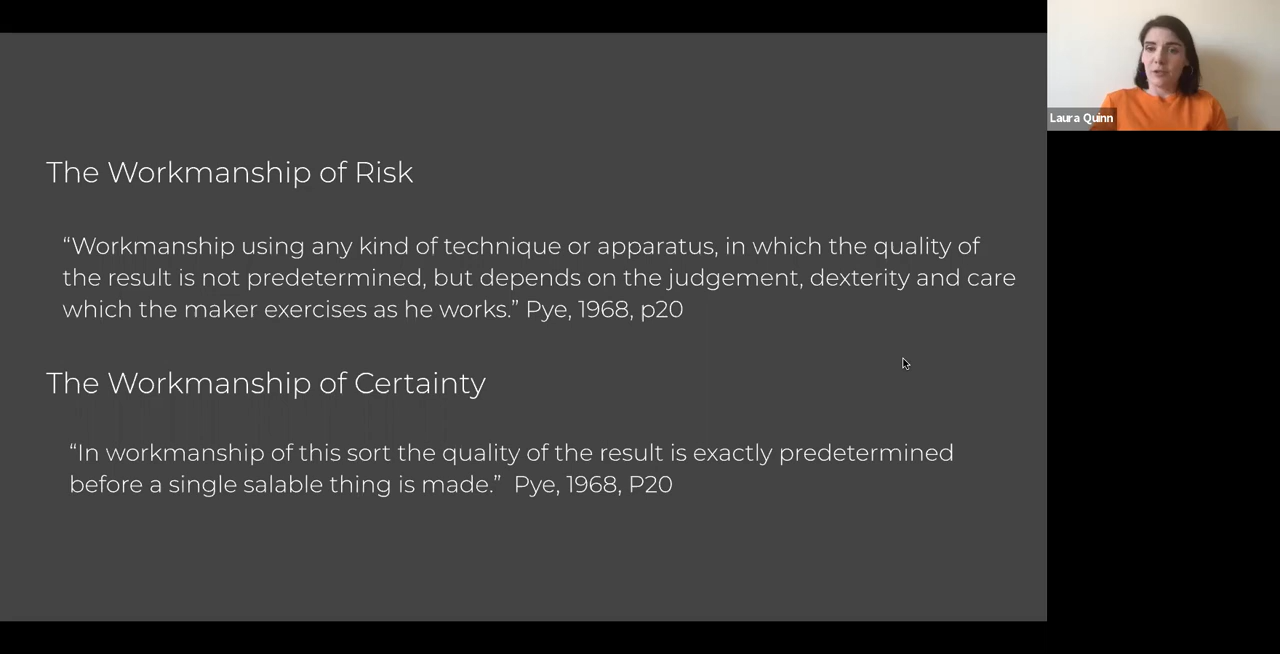 The Workmanship of Risk
“Workmanship using any kind of technique or apparatus, in which the quality of
the result is not predetermined, but depends on the judgement, dexterity and care
which the maker exercises as he works.” Pye, 1968, p20
The Workmanship of Certainty
“In workmanship of this sort the quality of the result is exactly predetermined
before a single salable thing is made.”  Pye, 1968, P20
Laura Quinn